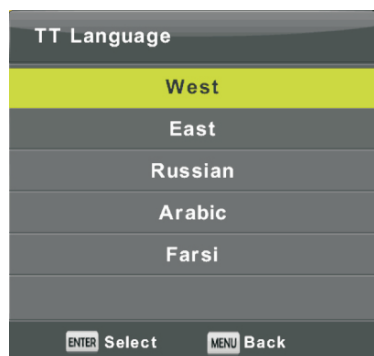 TT Language
West
East
Russian
Arabic
Farsi
ENTER Select MENU Back